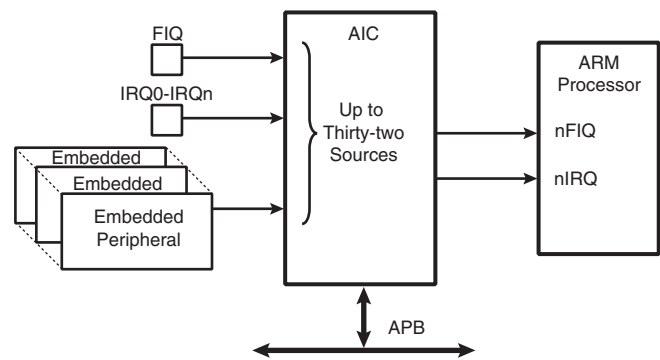 FIQ
IRQ0-IRQn
Embedded
Embedded
Embedded
Peripheral
AIC
Up to
Thirty-two
Sources
ARM
Processor
nFIQ
nIRQ
APB